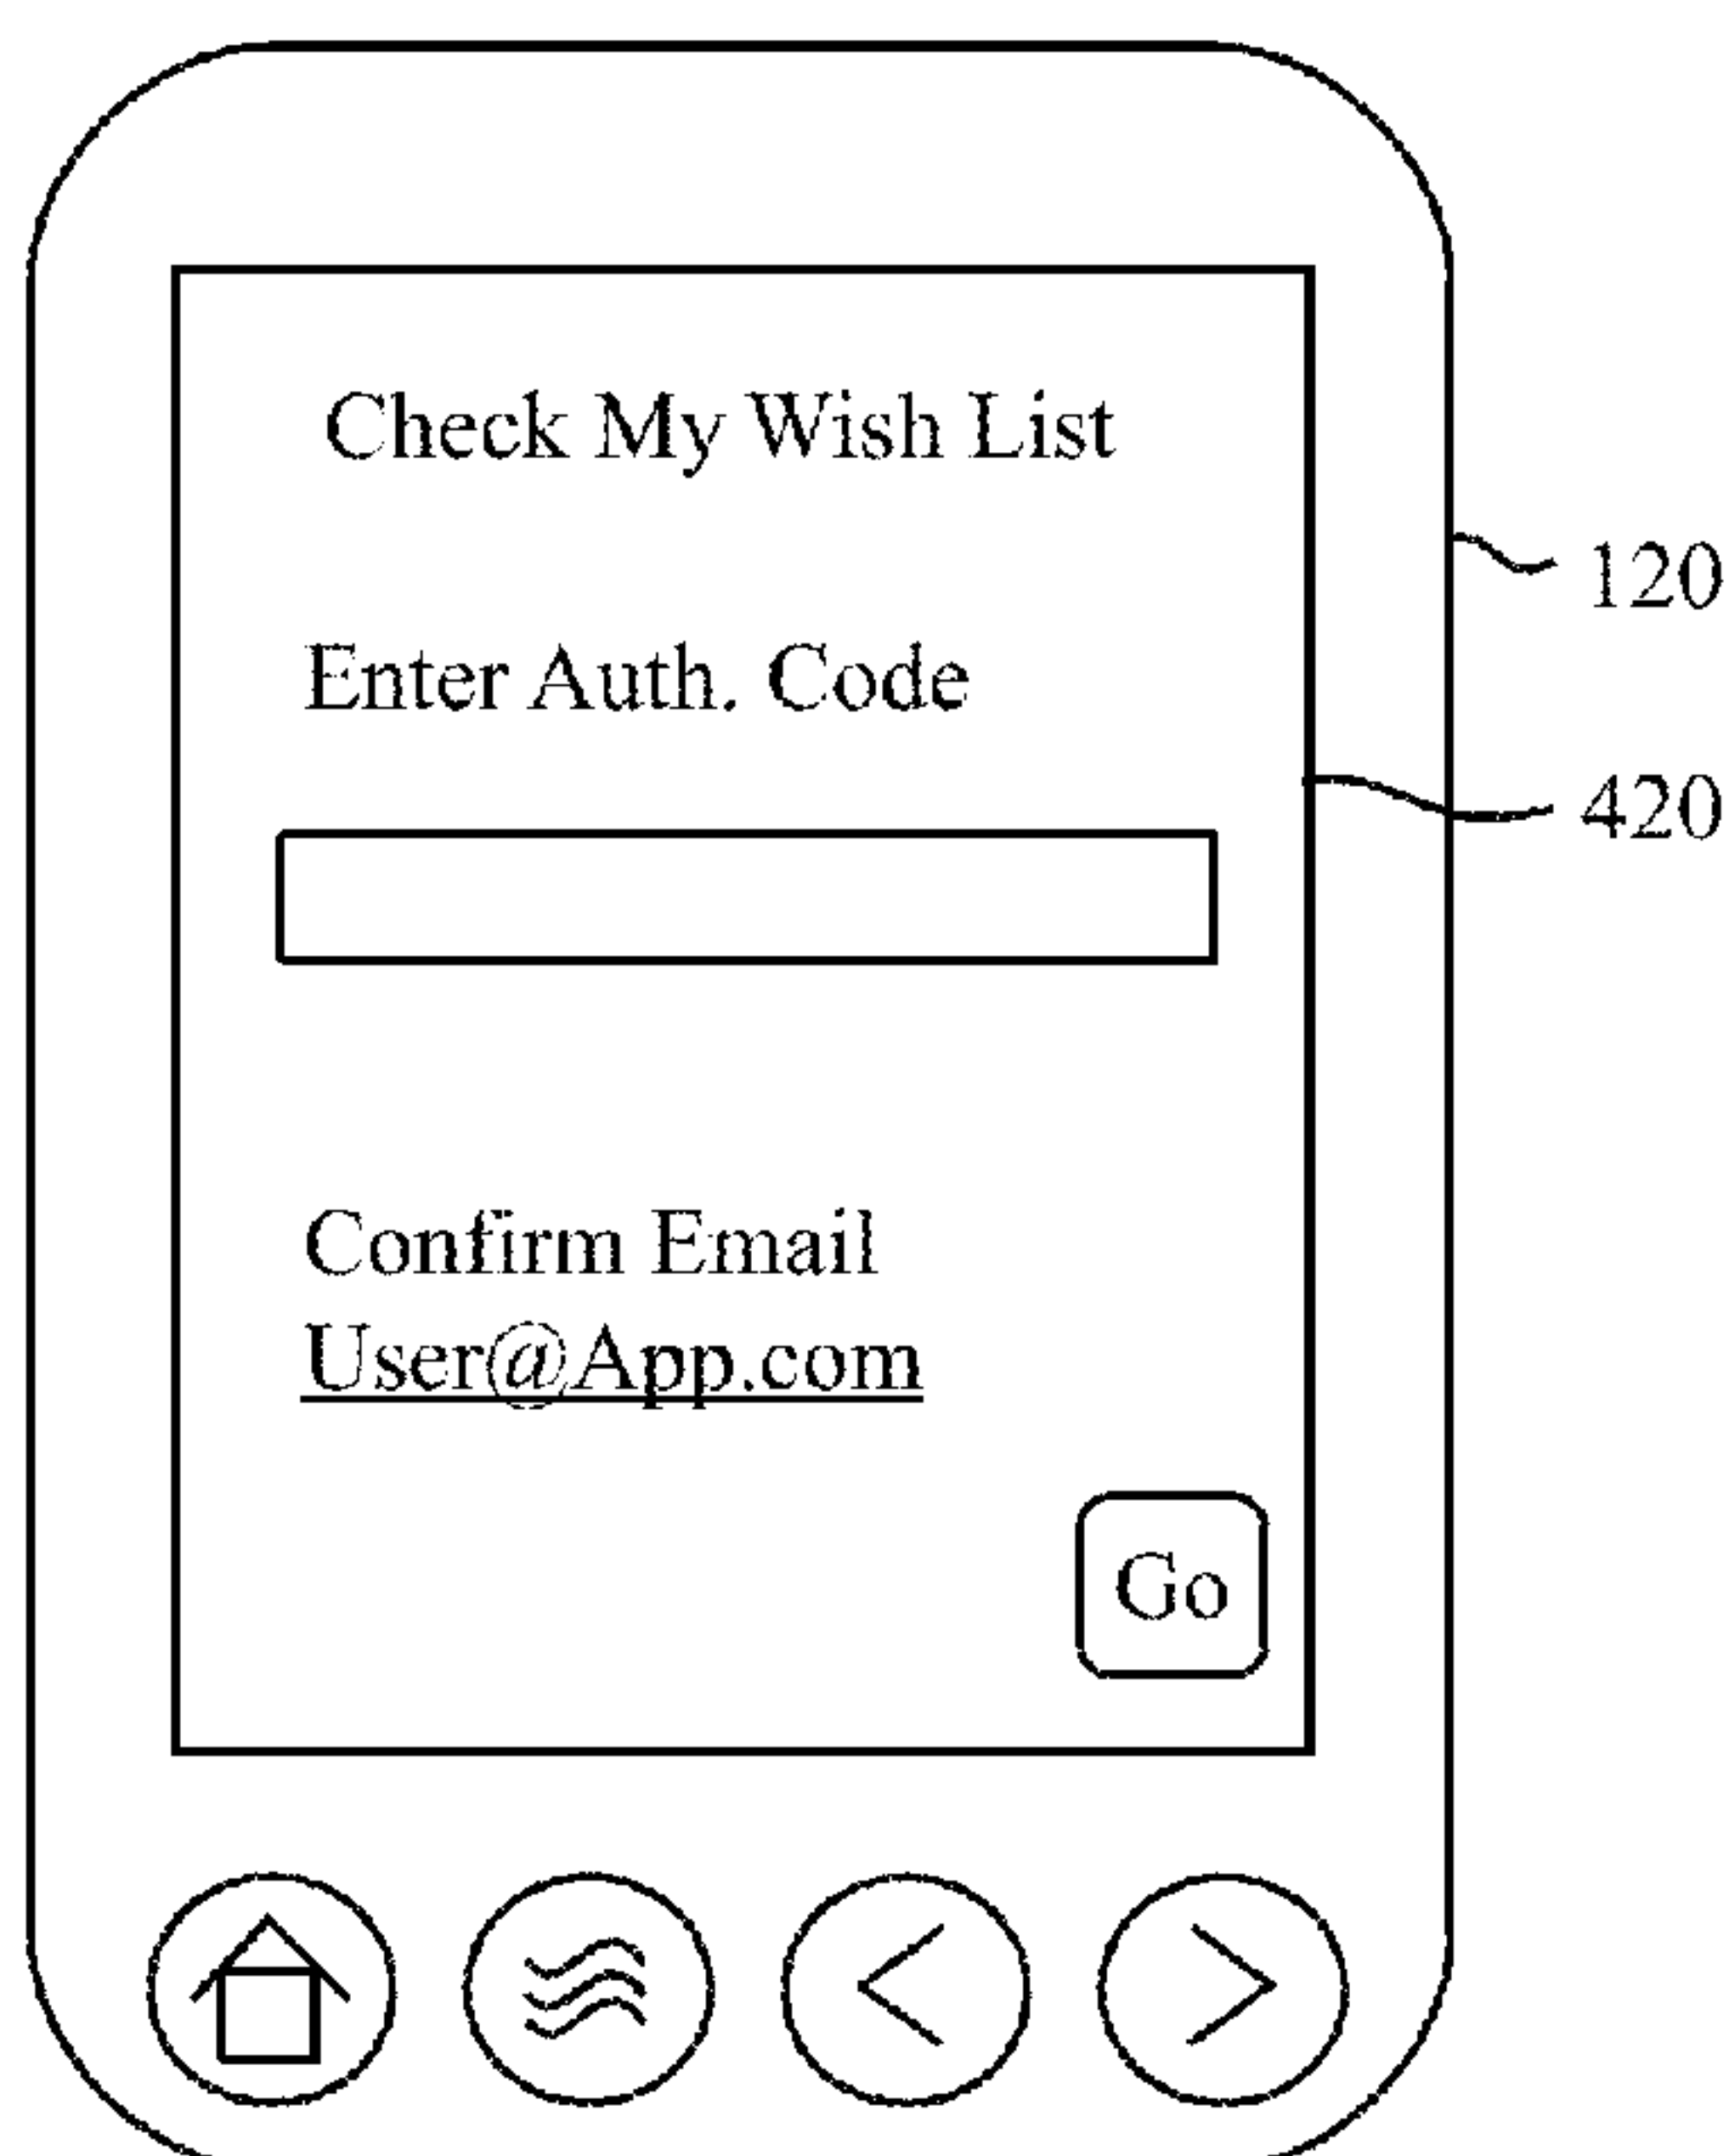 Check My Wish List
120
Enter Auth. Code
420
Confirm Email
User@App.com
Go